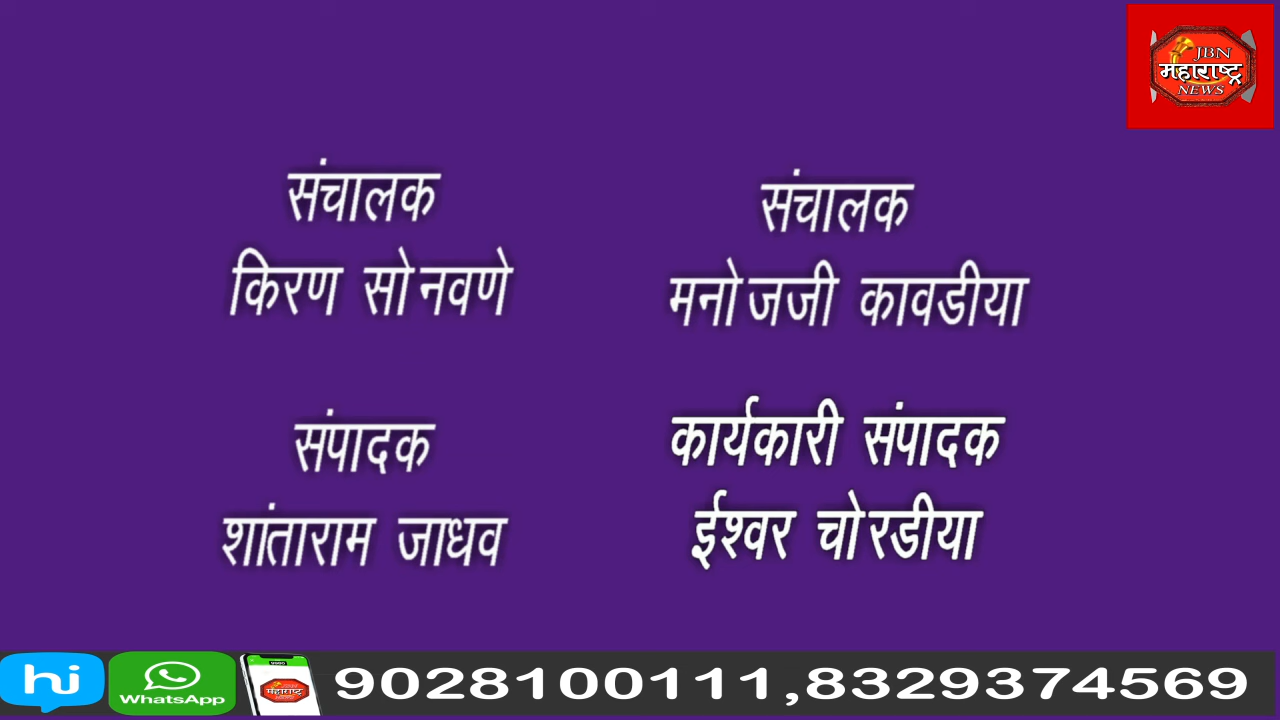 JBN
महाराष्ट्र
NEWS
संचालक
किरण सोनवणे
संचालक
मनोजजी कावडीया
संपादक
शांताराम जाधव
कार्यकारी संपादक
ईश्वर चोरडीया
hi
WhatsApp
महाराष्ट्र
9028100111,8329374569